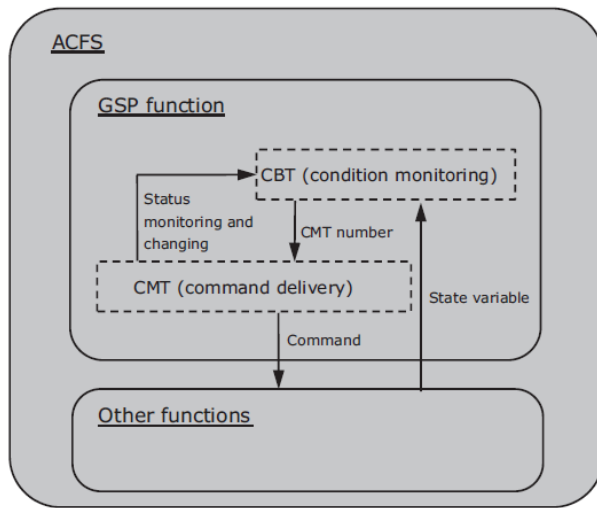 ACFS
GSP function
CBT (condition monitoring)
Status
monitoring and
changing
CMT number
CMT (command delivery)
State variable
Command
Other functions